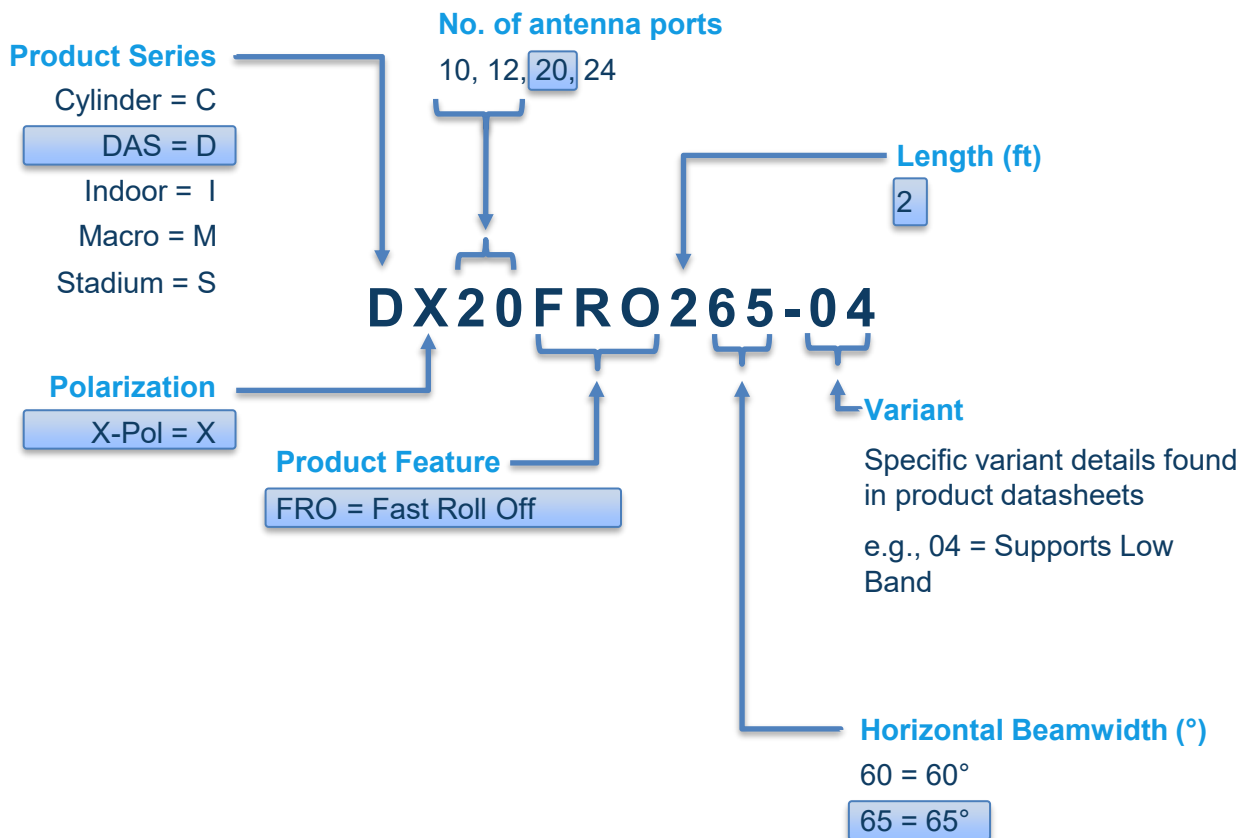 No. of antenna ports
10, 12, 20, 24
Product Series
Cylinder = C
DAS = D
Indoor = I
Macro = M
Stadium = S
Length (ft)
2
DX20FRO265-04
Polarization
X-Pol = X
Product Feature
FRO = Fast Roll Off
Variant
Specific variant details found
in product datasheets
e.g., 04 = Supports Low
Band
Horizontal Beamwidth (°)
60 = 60°
65 = 65°